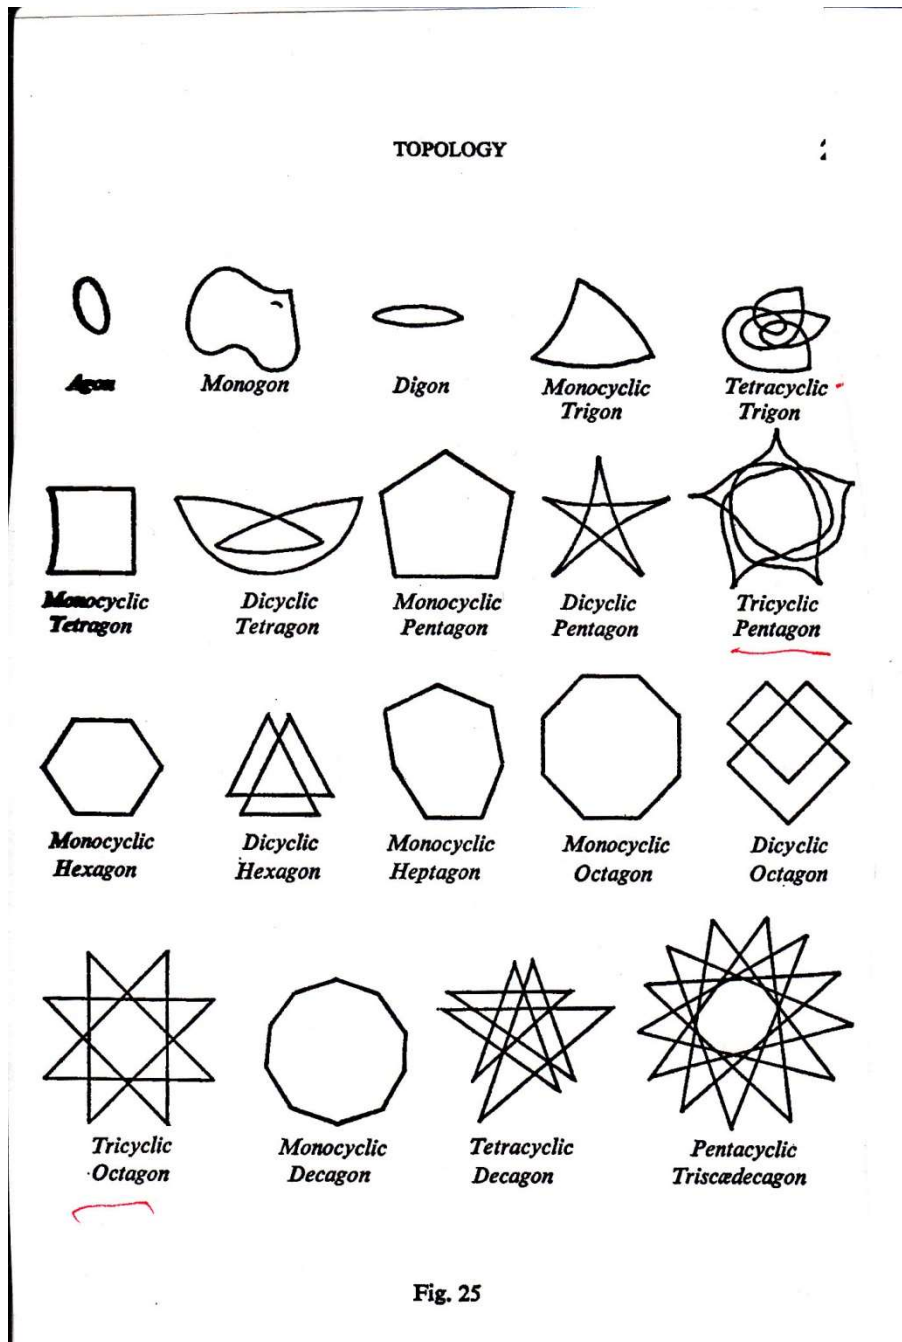 TOPOLOGY
Agon
Monogon
Digon
Monocyclic
Trigon
Tetracyclic
Trigon
Monocyclic
Tetragon
Dicyclic
Tetragon
Monocyclic
Pentagon
Dicyclic
Pentagon
Tricyclic
Pentagon
Monocyclic
Hexagon
Dicyclic
Hexagon
Monocyclic
Heptagon
Monocyclic
Octagon
Dicyclic
Octagon
Tricyclic
Octagon
Monocyclic
Decagon
Tetracyclic
Decagon
Pentacyclic
Triscædecagon
Fig. 25